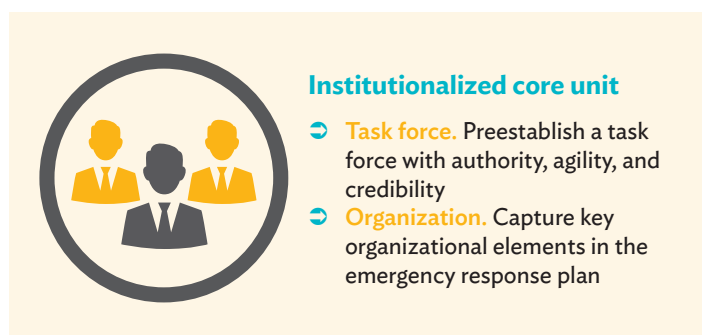 Institutionalized core unit
Task force. Preestablish a task
force with authority, agility, and
credibility
Organization. Capture key
organizational elements in the
emergency response plan